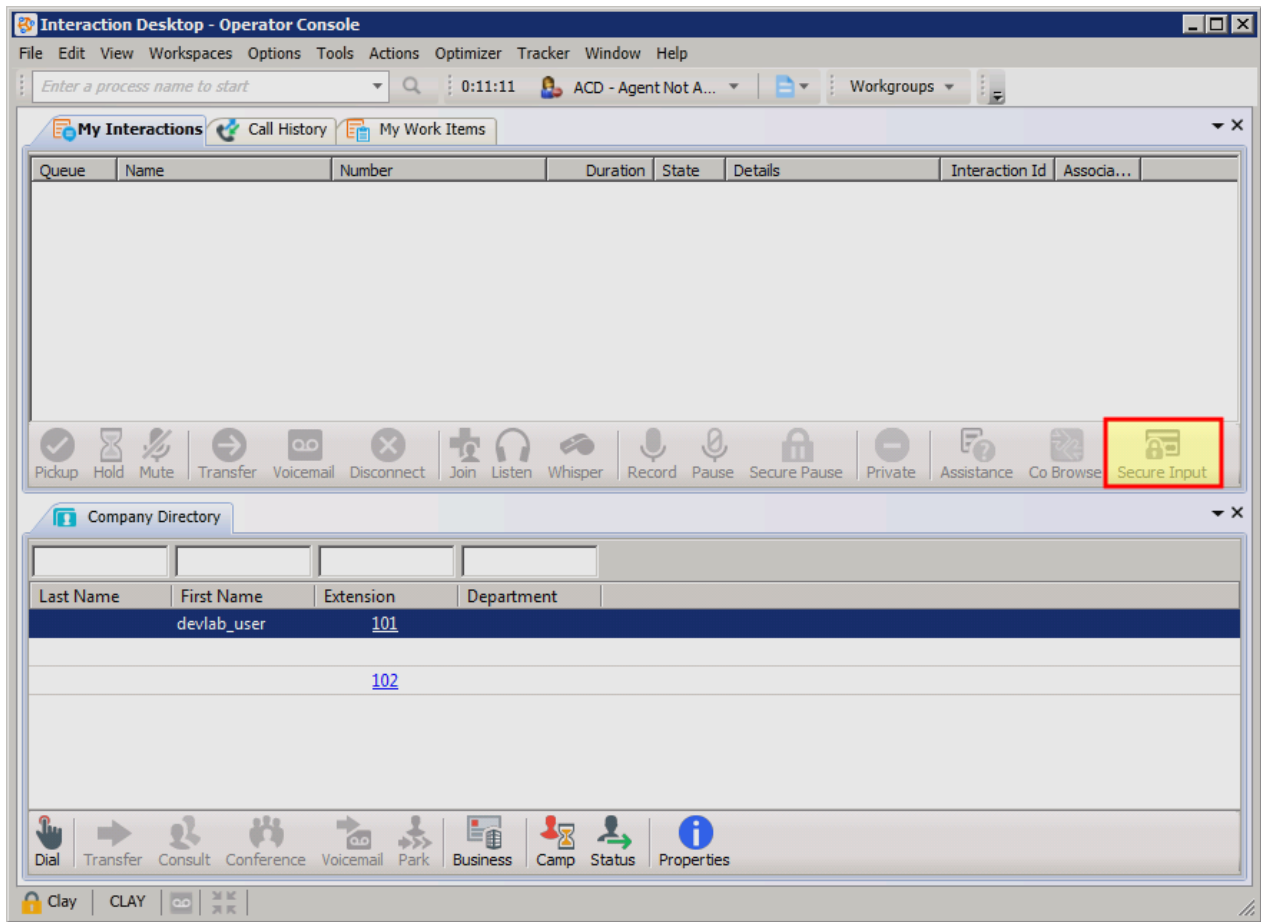 Interaction Desktop - Operator Console
File Edit View Workspaces Options Tools Actions Optimizer Tracker Window Help
Enter a process name to start 0:11:11 ACD - Agent Not A... Workgroups
My Interactions Call History My Work Items
Queue Name Number Duration State Details Interaction Id Associa...
Pickup Hold Mute Transfer Voicemail Disconnect Join Listen Whisper Record Pause Secure Pause Private Assistance Co Browse Secure Input
Company Directory
Last Name First Name Extension Department
devlab_user 101
102
Dial Transfer Consult Conference Voicemail Park Business Camp Status Properties
Clay CLAY